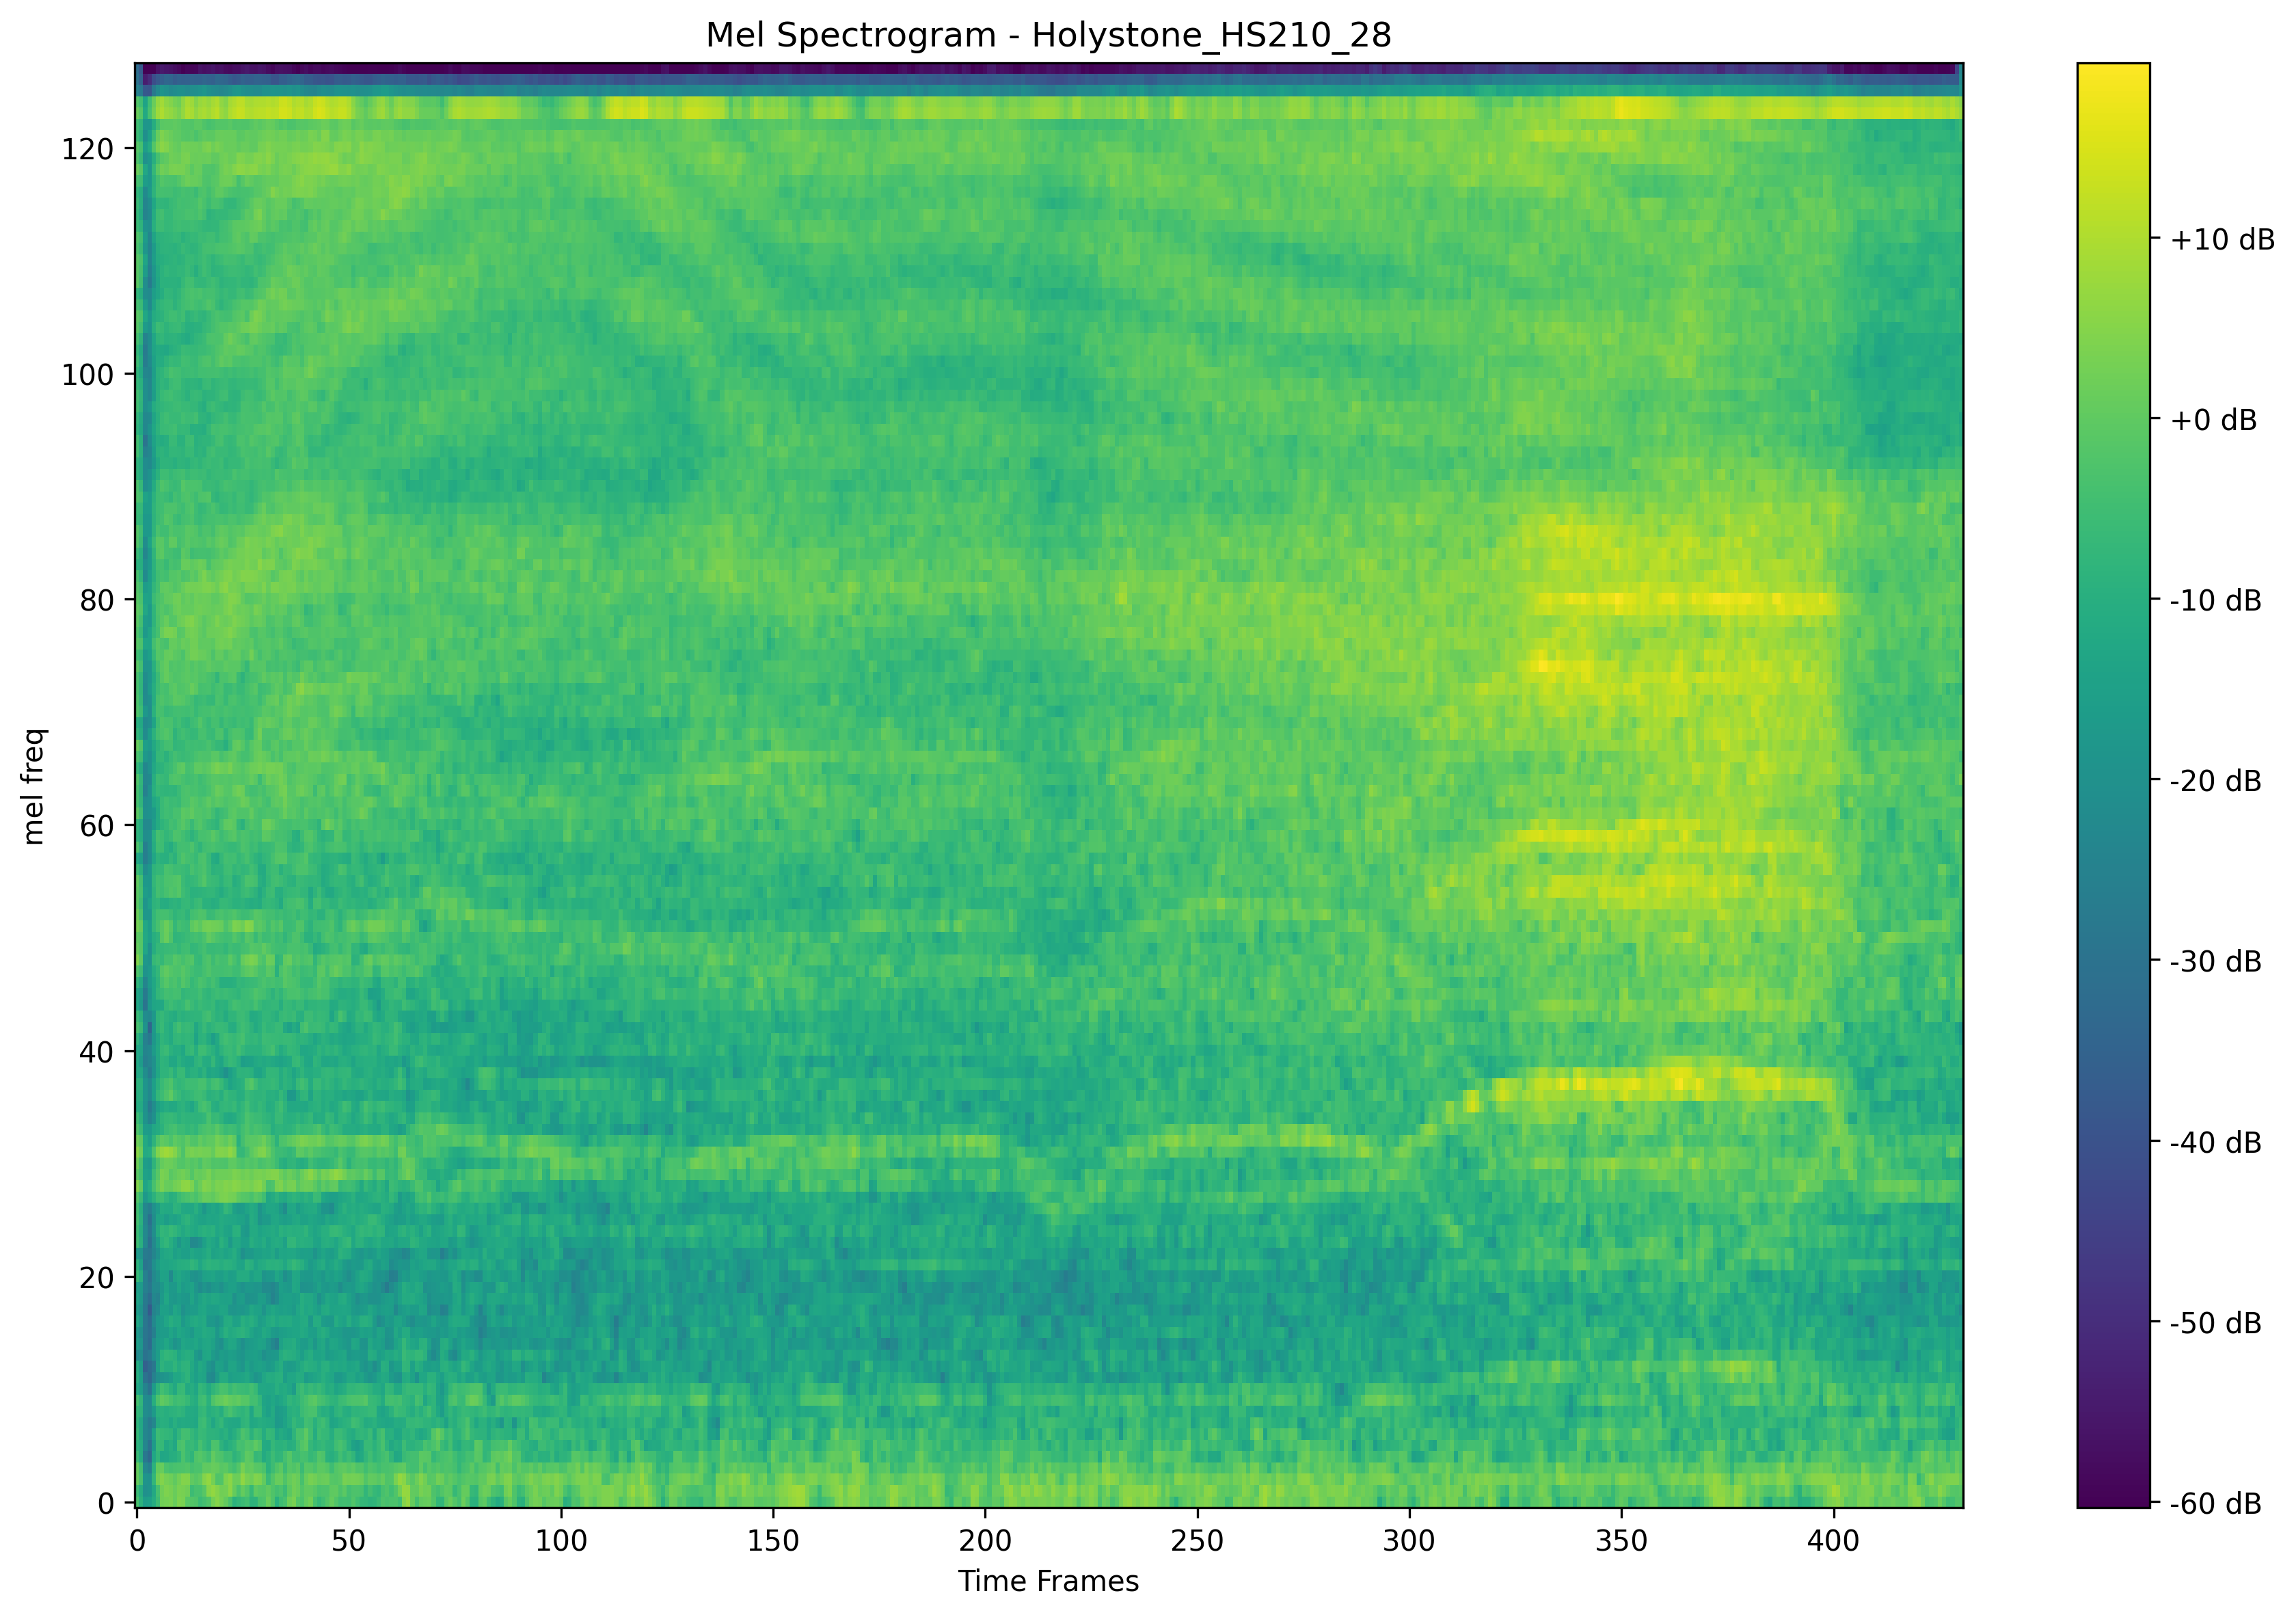 Mel Spectrogram - Holystone_HS210_28
mel freq
120
100
80
60
40
20
0
0 50 100 150 200 250 300 350 400
Time Frames
+10 dB
+0 dB
-10 dB
-20 dB
-30 dB
-40 dB
-50 dB
-60 dB